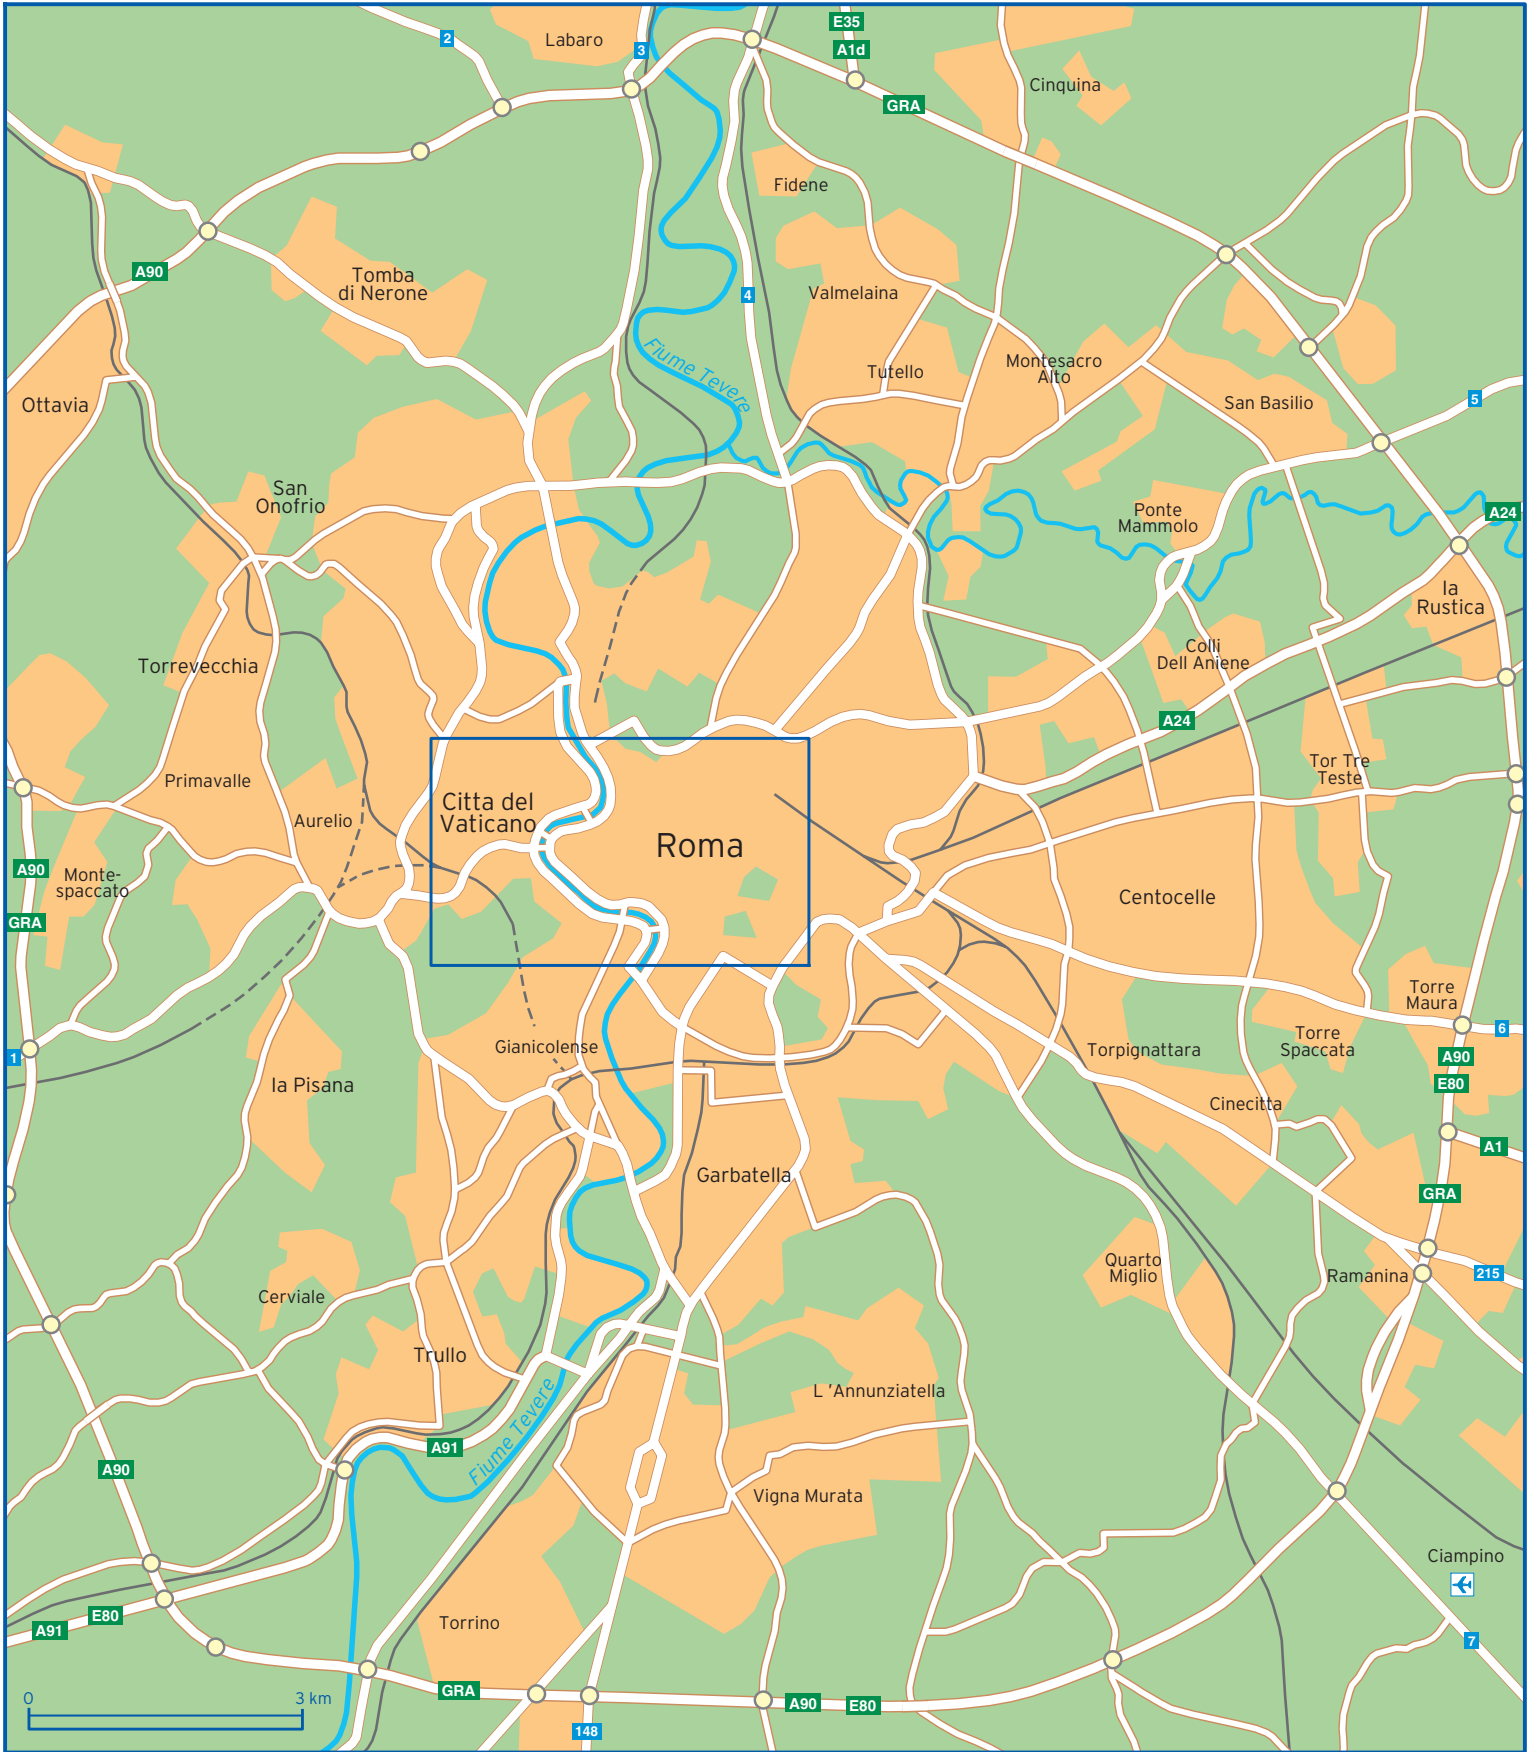 E35
2
Labaro
3
A1d
Cinquina
GRA
Fidene
A90
Tomba
di Nerone
4
Valmelaina
Fiume Tevere
Tutello
Montesacro
Alto
Ottavia
San Basilio
5
San
Onofrio
Ponte
Mammolo
A24
la
Rustica
Torrevecchia
Colli
Dell Aniene
A24
Primavalle
Tor Tre
Teste
Aurelio
Citta del
Vaticano
Roma
A90
Monte-
spaccato
Centocelle
GRA
Torre
Maura
6
1
Gianicolense
Torpignattara
Torre
Spaccata
A90
la Pisana
E80
Cinecitta
A1
Garbatella
GRA
Quarto
Miglio
Ramanina
215
Cerviale
Trullo
L 'Annunziatella
Fiume Tevere
A91
A90
Vigna Murata
Ciampino
E80
A91
Torrino
7
0
3 km
GRA
A90
E80
148